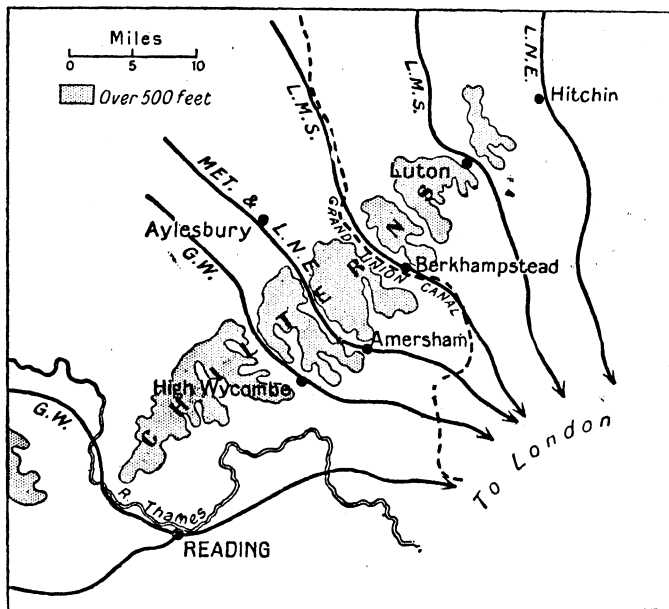 Miles
0 5 10
Over 500 feet
L.M.S.
L.M.S.
L.N.E.
Hitchin
Luton
MET. & L.N.E.
Aylesbury
G.W.
GRAND UNION CANAL
Berkhampstead
Amersham
High Wycombe
CHILTERNS
G.W.
R. Thames
READING
To London